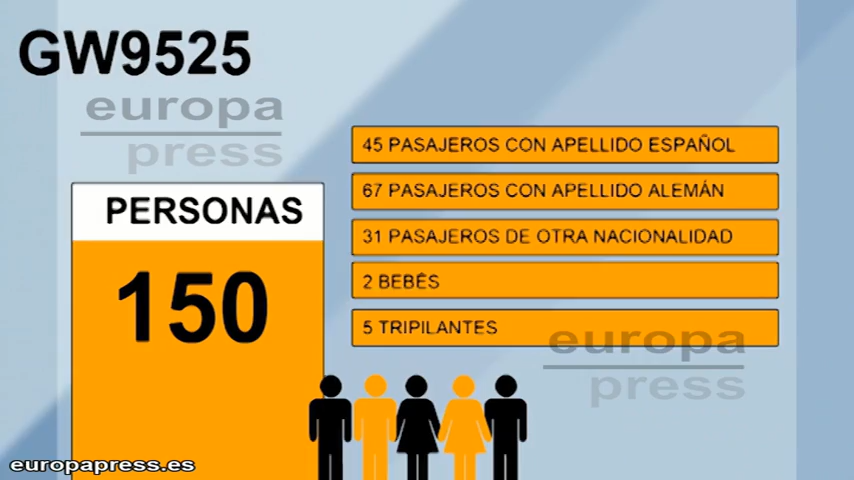 GW9525
europa
press
PERSONAS
150
45 PASAJEROS CON APELLIDO ESPAÑOL
67 PASAJEROS CON APELLIDO ALEMÁN
31 PASAJEROS DE OTRA NACIONALIDAD
2 BEBÉS
5 TRIPILANTES
europa
press
europapress.es